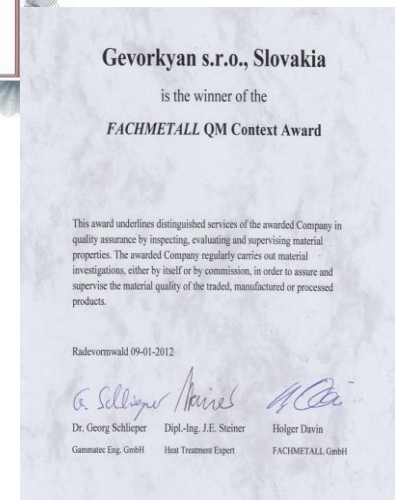 Gevorkyan s.r.o., Slovakia
is the winner of the
FACHMETALL QM Context Award
This award underlines distinguished services of the awarded Company in
quality assurance by inspecting, evaluating and supervising material
properties. The awarded Company regularly carries out material
investigations, either by itself or by commission, in order to assure and
supervise the material quality of the traded, manufactured or processed
products.
Radevormwald 09-01-2012
G. Schlieper
Dr. Georg Schlieper Dipl.-Ing. J.E. Steiner Holger Davin
Gammatec Eng. GmbH Heat Treatment Expert FACHMETALL GmbH